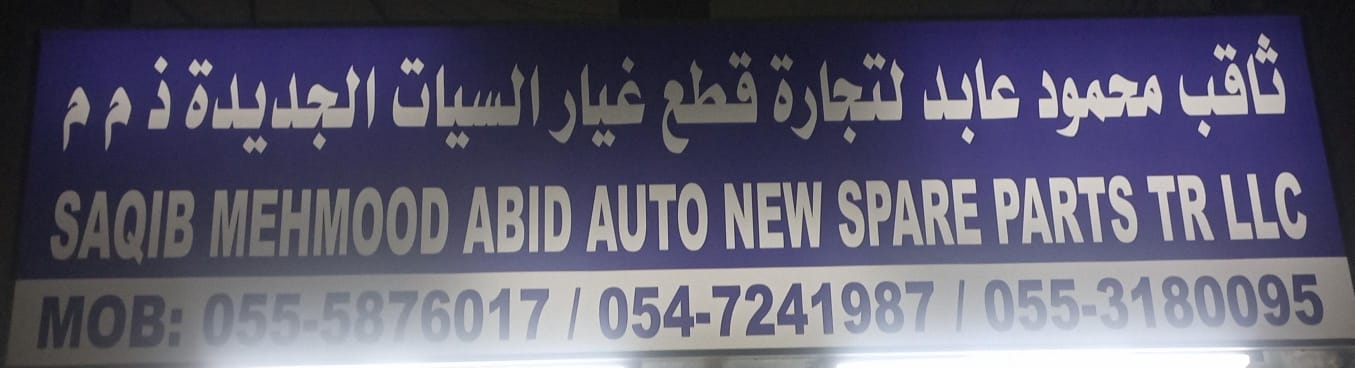 ثاقب محمود عابد لتجارة قطع غيار السيات الجديدة ذ م م
SAQIB MEHMOOD ABID AUTO NEW SPARE PARTS TR LLC
MOB: 055-5876017 / 054-7241987 / 055-3180095